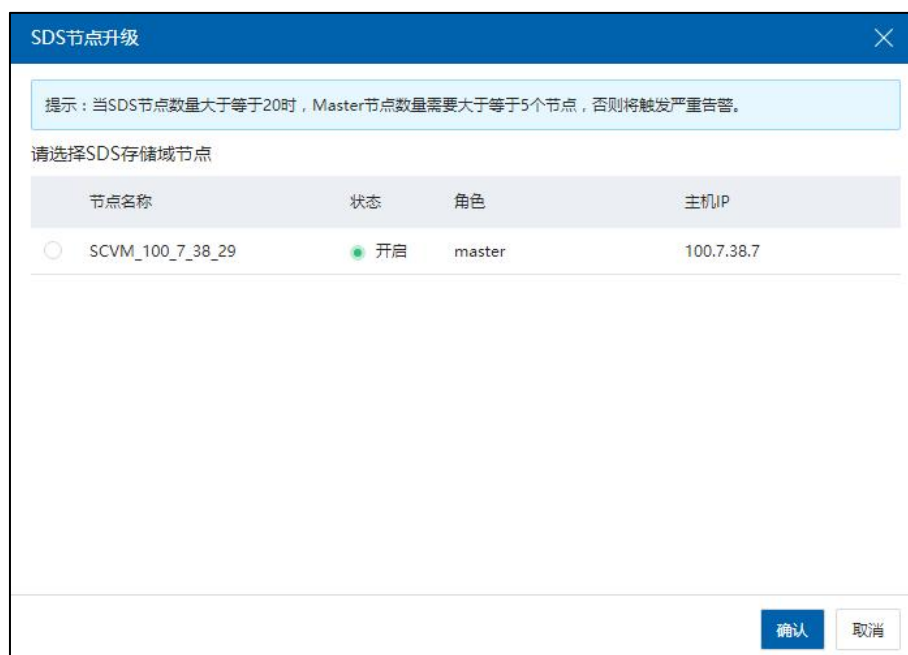 SDS节点升级
提示：当SDS节点数量大于等于20时，Master节点数量需要大于等于5个节点，否则将触发严重告警。
请选择SDS存储域节点
节点名称 状态 角色 主机IP
SCVM_100_7_38_29 开启 master 100.7.38.7
确认 取消